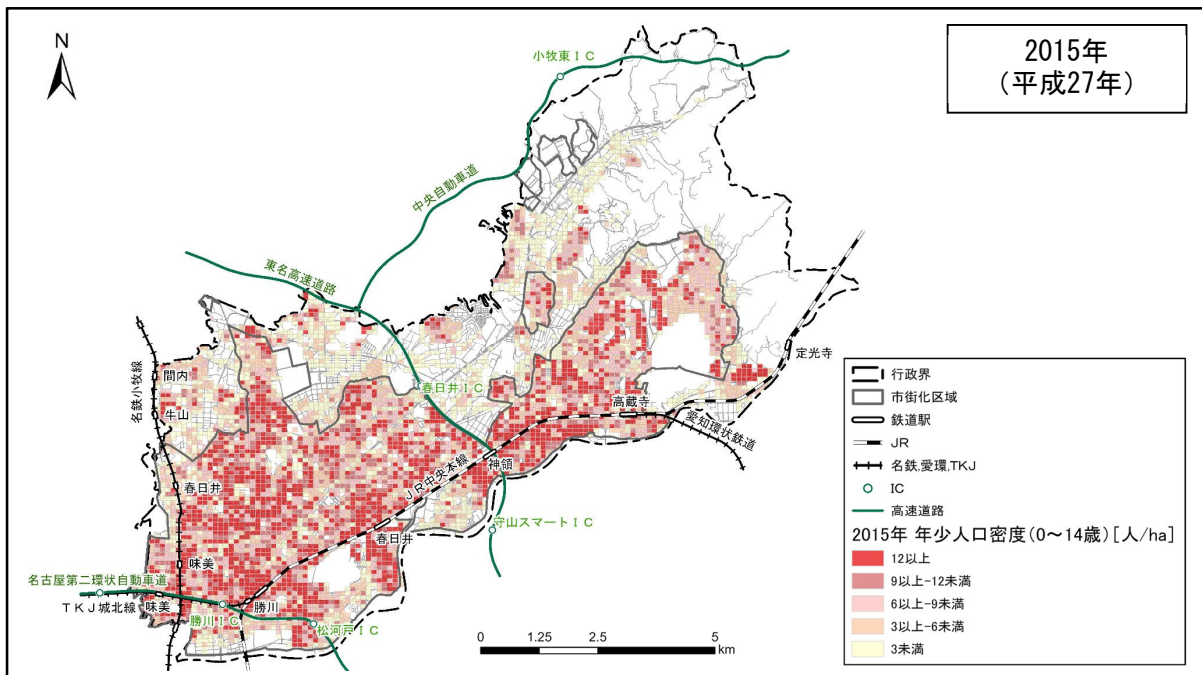 N
2015年
(平成27年)
小牧東IC
中央自動車道
東名高速道路
名鉄小牧線
間内
牛山
春日井IC
定光寺
高蔵寺
愛知環状鉄道
神領
JR中央本線
春日井
守山スマートIC
春日井
味美
名古屋第二環状自動車道
TKJ城北線
味美
勝川IC
勝川
松河戸IC
0 1.25 2.5 5
km
行政界
市街化区域
鉄道駅
JR
名鉄,愛環,TKJ
IC
高速道路
2015年 年少人口密度(0～14歳)[人/ha]
12以上
9以上-12未満
6以上-9未満
3以上-6未満
3未満